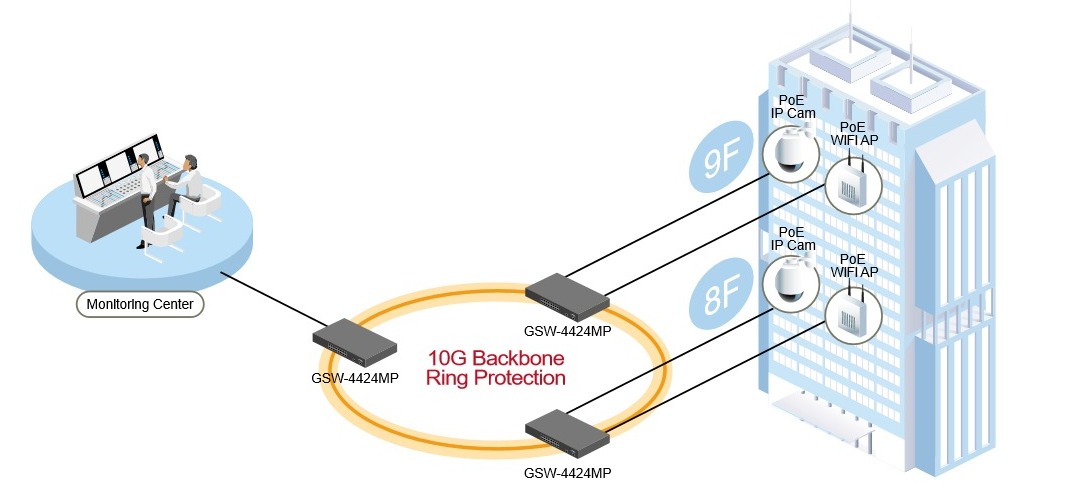 PoE
IP Cam
PoE
WIFI AP
9F
PoE
IP Cam
PoE
WIFI AP
8F
Monitoring Center
GSW-4424MP
GSW-4424MP
10G Backbone
Ring Protection
GSW-4424MP